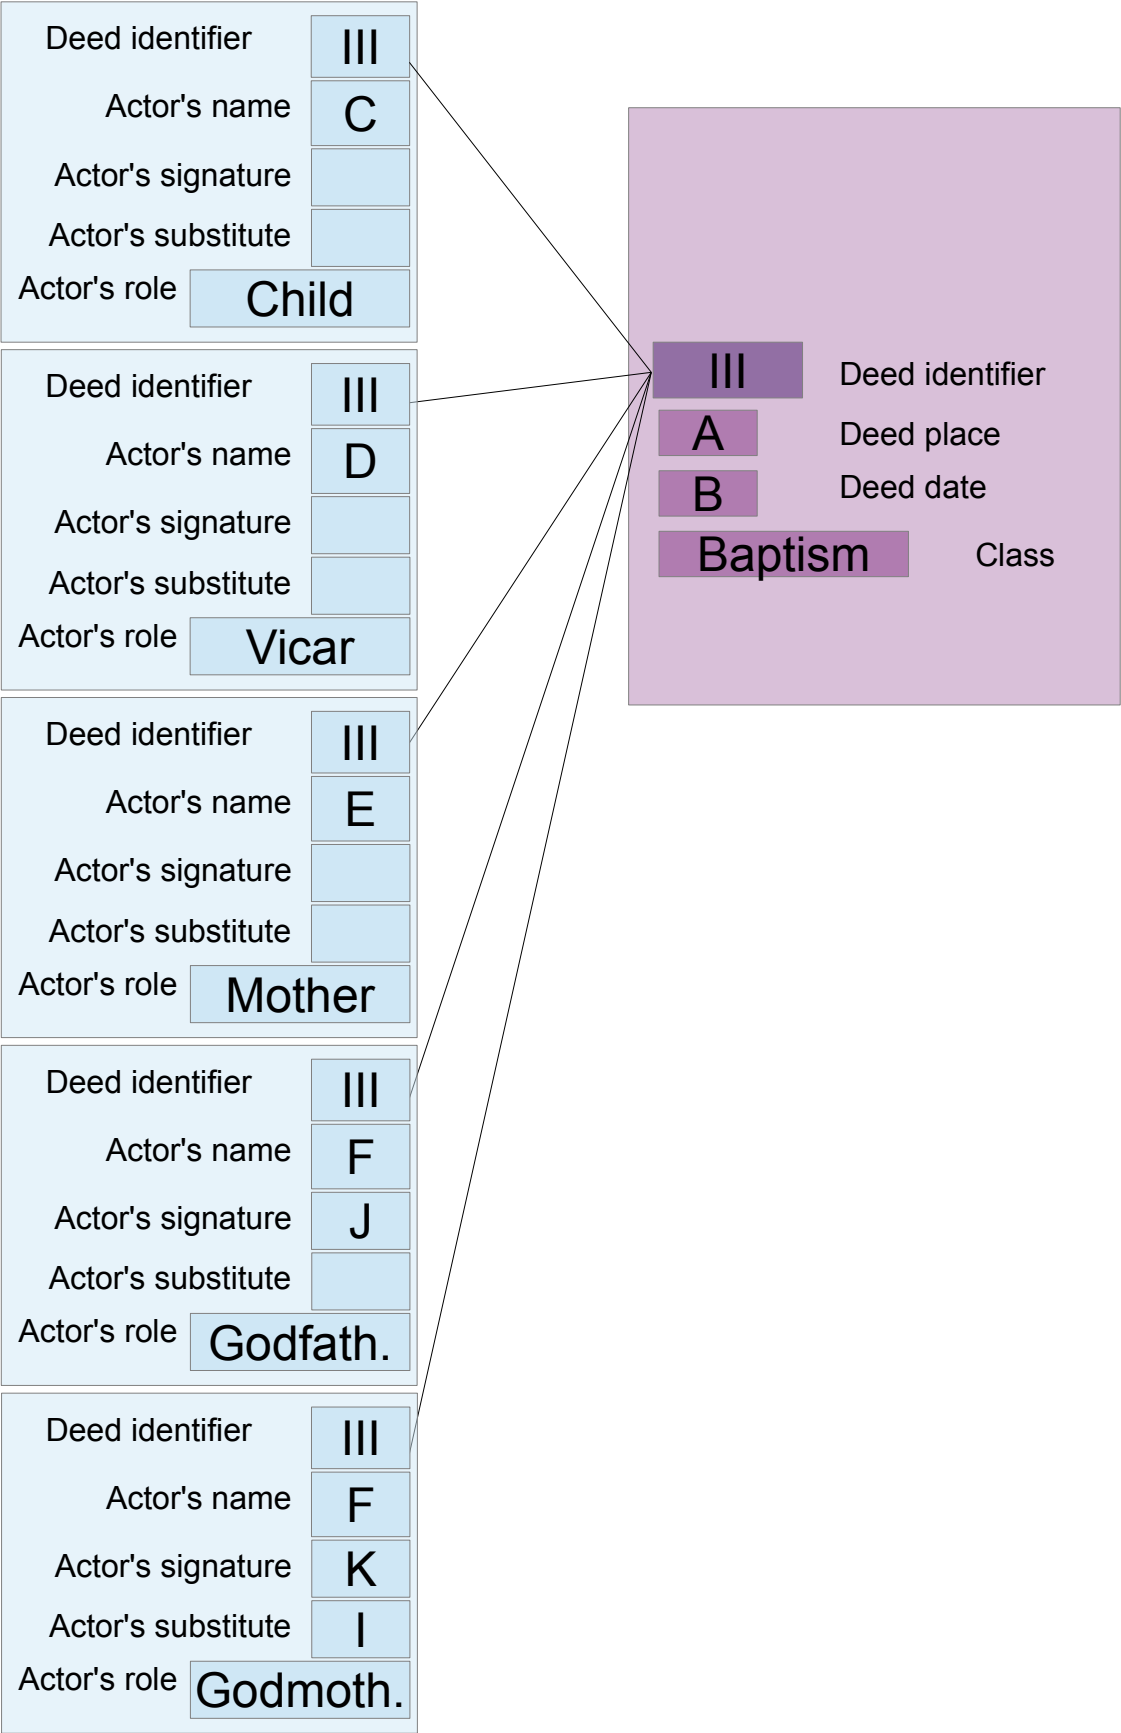 Deed identifier III
Actor's name C
Actor's signature
Actor's substitute
Actor's role Child
Deed identifier III
Actor's name D
Actor's signature
Actor's substitute
Actor's role Vicar
Deed identifier III
Actor's name E
Actor's signature
Actor's substitute
Actor's role Mother
Deed identifier III
Actor's name F
Actor's signature J
Actor's substitute
Actor's role Godfath.
Deed identifier III
Actor's name F
Actor's signature K
Actor's substitute I
Actor's role Godmoth.
III Deed identifier
A Deed place
B Deed date
Baptism Class